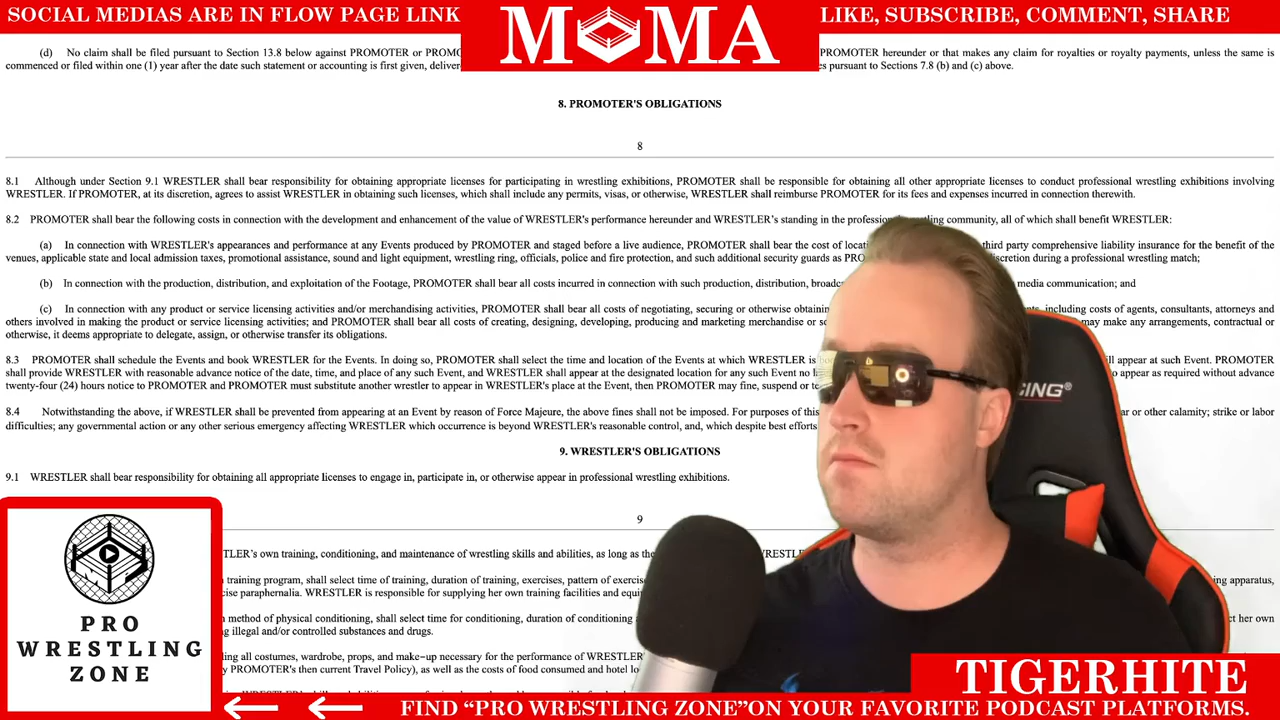 SOCIAL MEDIAS ARE IN FLOW PAGE LINK
MOMA
LIKE, SUBSCRIBE, COMMENT, SHARE
(d) No claim shall be filed pursuant to Section 13.8 below against PROMOTER or PROMO PROMOTER hereunder or that makes any claim for royalties or royalty payments, unless the same is
commenced or filed within one (1) year after the date such statement or accounting is first given, deliver s pursuant to Sections 7.8 (b) and (c) above.
8. PROMOTER'S OBLIGATIONS
8
8.1 Although under Section 9.1 WRESTLER shall bear responsibility for obtaining appropriate licenses for participating in wrestling exhibitions, PROMOTER shall be responsible for obtaining all other appropriate licenses to conduct professional wrestling exhibitions involving
WRESTLER. If PROMOTER, at its discretion, agrees to assist WRESTLER in obtaining such licenses, which shall include any permits, visas, or otherwise, WRESTLER shall reimburse PROMOTER for its fees and expenses incurred in connection therewith.
8.2 PROMOTER shall bear the following costs in connection with the development and enhancement of the value of WRESTLER's performance hereunder and WRESTLER's standing in the profession tling community, all of which shall benefit WRESTLER:
(a) In connection with WRESTLER's appearances and performance at any Events produced by PROMOTER and staged before a live audience, PROMOTER shall bear the cost of locati third party comprehensive liability insurance for the benefit of the
venues, applicable state and local admission taxes, promotional assistance, sound and light equipment, wrestling ring, officials, police and fire protection, and such additional security guards as PRO discretion during a professional wrestling match;
(b) In connection with the production, distribution, and exploitation of the Footage, PROMOTER shall bear all costs incurred in connection with such production, distribution, broadc media communication; and
(c) In connection with any product or service licensing activities and/or merchandising activities, PROMOTER shall bear all costs of negotiating, securing or otherwise obtainin ents, including costs of agents, consultants, attorneys and
others involved in making the product or service licensing activities; and PROMOTER shall bear all costs of creating, designing, developing, producing and marketing merchandise or se may make any arrangements, contractual or
otherwise, it deems appropriate to delegate, assign, or otherwise transfer its obligations.
8.3 PROMOTER shall schedule the Events and book WRESTLER for the Events. In doing so, PROMOTER shall select the time and location of the Events at which WRESTLER is bo ill appear at such Event. PROMOTER
shall provide WRESTLER with reasonable advance notice of the date, time, and place of any such Event, and WRESTLER shall appear at the designated location for any such Event no l to appear as required without advance
twenty-four (24) hours notice to PROMOTER and PROMOTER must substitute another wrestler to appear in WRESTLER's place at the Event, then PROMOTER may fine, suspend or te
8.4 Notwithstanding the above, if WRESTLER shall be prevented from appearing at an Event by reason of Force Majeure, the above fines shall not be imposed. For purposes of this ar or other calamity; strike or labor
difficulties; any governmental action or any other serious emergency affecting WRESTLER which occurrence is beyond WRESTLER's reasonable control, and, which despite best efforts
9. WRESTLER'S OBLIGATIONS
9.1 WRESTLER shall bear responsibility for obtaining all appropriate licenses to engage in, participate in, or otherwise appear in professional wrestling exhibitions.
9
TLER's own training, conditioning, and maintenance of wrestling skills and abilities, as long as the WRESTL
training program, shall select time of training, duration of training, exercises, pattern of exercise ing apparatus,
cise paraphernalia. WRESTLER is responsible for supplying her own training facilities and equi
method of physical conditioning, shall select time for conditioning, duration of conditioning ct her own
g illegal and/or controlled substances and drugs.
ling all costumes, wardrobe, props, and make-up necessary for the performance of WRESTLER
y PROMOTER's then current Travel Policy), as well as the costs of food consumed and hotel lo
CING®
PRO
WRESTLING
ZONE
TIGERHITE
FIND “PRO WRESTLING ZONE”ON YOUR FAVORITE PODCAST PLATFORMS.